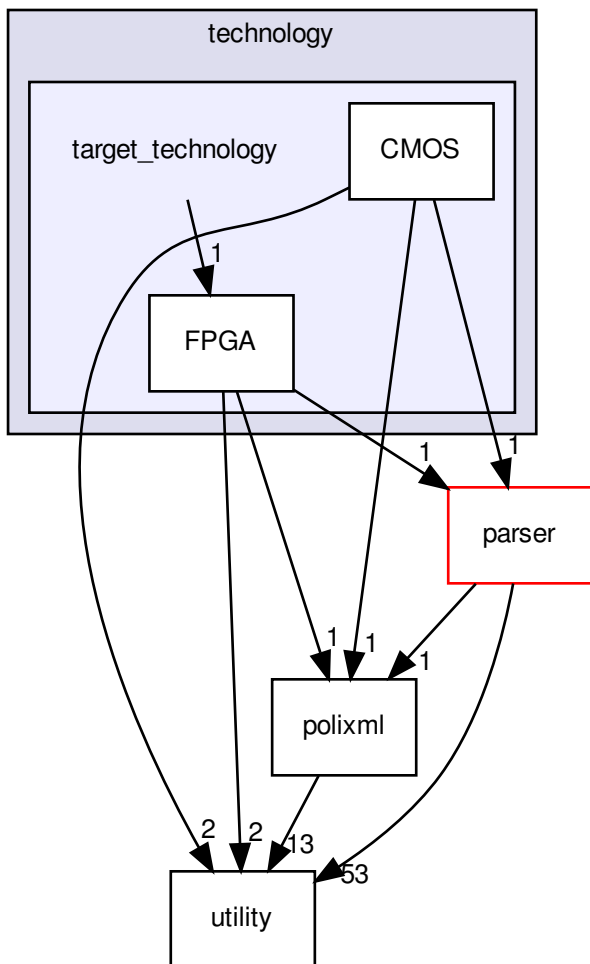 technology
target_technology
CMOS
1
FPGA
1
1
parser
1
1
1
polixml
2
2
13
53
utility